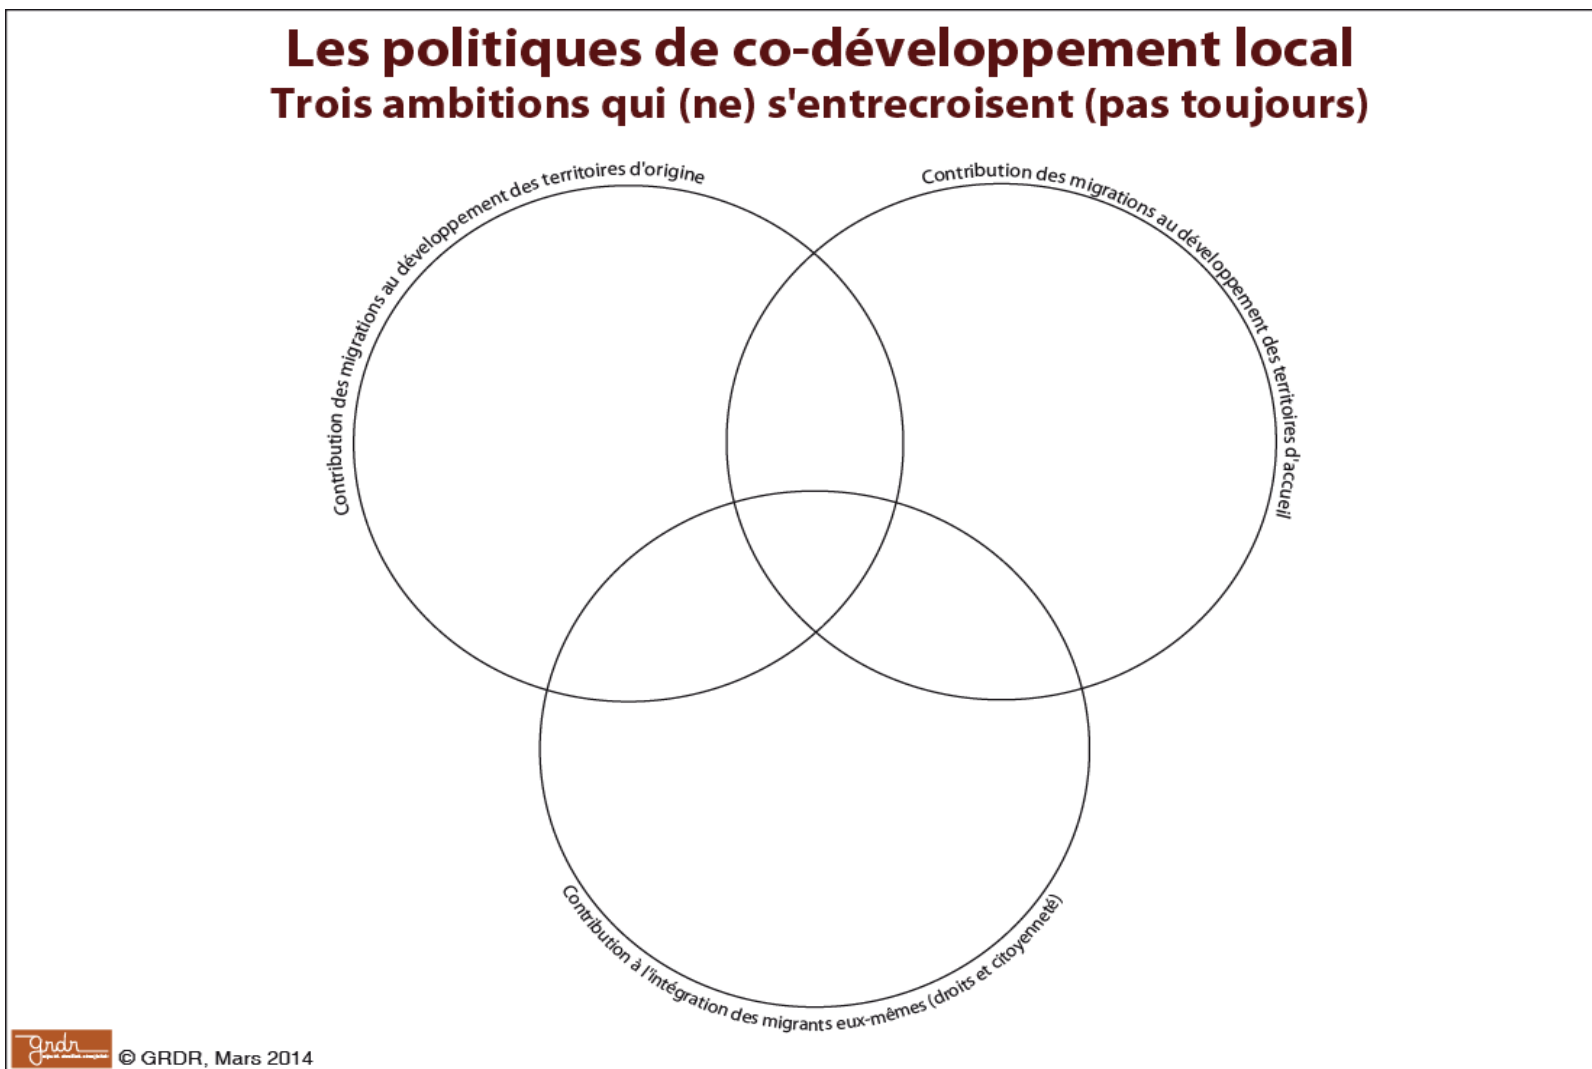 Les politiques de co-développement local
Trois ambitions qui (ne) s'entrecroisent (pas toujours)
Contribution des migrations au développement des territoires d'origine
Contribution des migrations au développement des territoires d'accueil
Contribution à l'intégration des migrants eux-mêmes (droits et citoyenneté)
grdr
© GRDR, Mars 2014